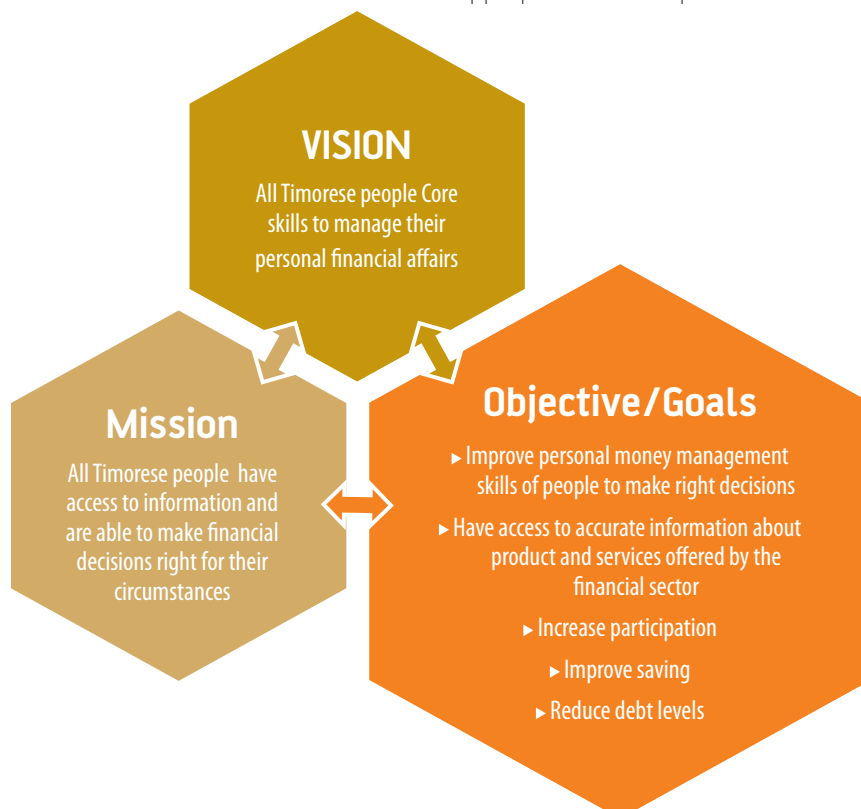 VISION
All Timorese people Core
skills to manage their
personal financial affairs
Mission
All Timorese people have
access to information and
are able to make financial
decisions right for their
circumstances
Objective/Goals
▸ Improve personal money management
skills of people to make right decisions
▸ Have access to accurate information about
product and services offered by the
financial sector
▸ Increase participation
▸ Improve saving
▸ Reduce debt levels